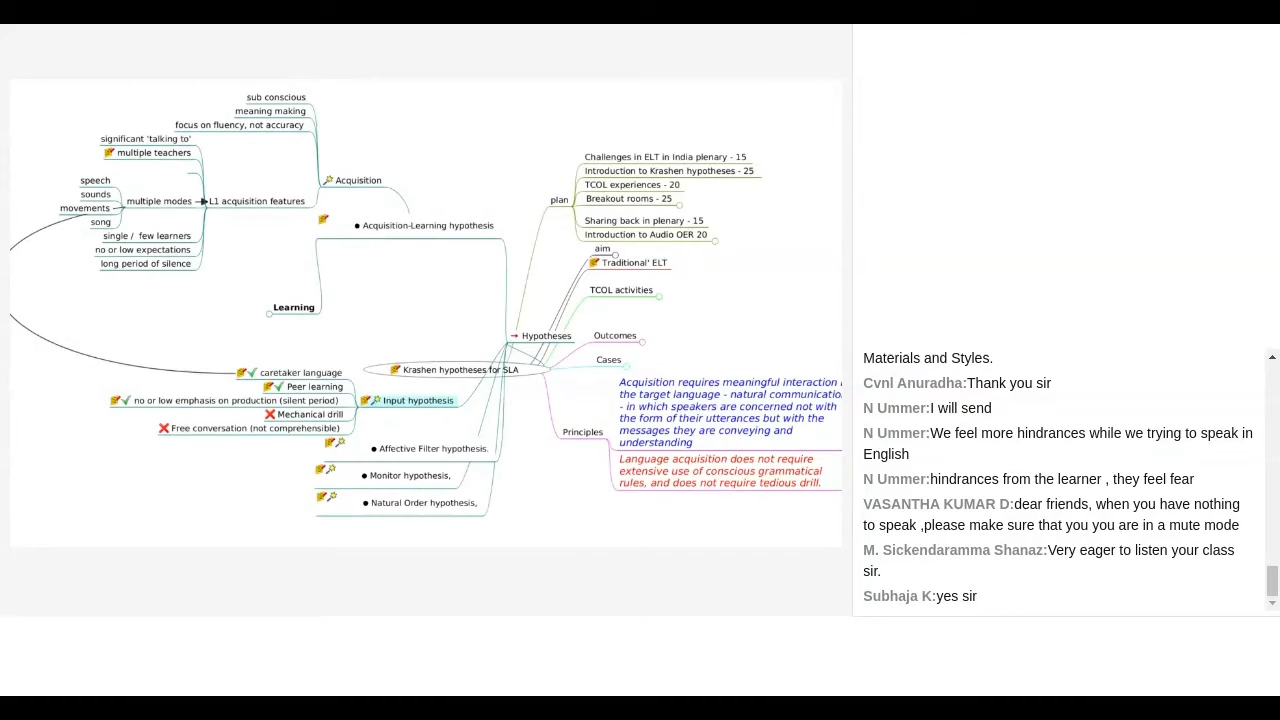 sub conscious
meaning making
focus on fluency, not accuracy
significant 'talking to'
multiple teachers
Acquisition
speech
sounds
multiple modes
L1 acquisition features
movements
song
single / few learners
no or low expectations
long period of silence
Acquisition-Learning hypothesis
Learning
caretaker language
Peer learning
no or low emphasis on production (silent period)
Input hypothesis
Mechanical drill
Free conversation (not comprehensible)
Affective Filter hypothesis.
Monitor hypothesis,
Natural Order hypothesis,
Hypotheses
Krashen hypotheses for SLA
plan
Challenges in ELT in India plenary - 15
Introduction to Krashen hypotheses - 25
TCOL experiences - 20
Breakout rooms - 25
Sharing back in plenary - 15
Introduction to Audio OER 20
aim
Traditional' ELT
TCOL activities
Outcomes
Cases
Principles
Acquisition requires meaningful interaction
the target language - natural communicatio
- in which speakers are concerned not with
the form of their utterances but with the
messages they are conveying and
understanding
Language acquisition does not require
extensive use of conscious grammatical
rules, and does not require tedious drill.
Materials and Styles.
Cvnl Anuradha:Thank you sir
N Ummer:I will send
N Ummer:We feel more hindrances while we trying to speak in
English
N Ummer:hindrances from the learner , they feel fear
VASANTHA KUMAR D:dear friends, when you have nothing
to speak ,please make sure that you you are in a mute mode
M. Sickendaramma Shanaz:Very eager to listen your class
sir.
Subhaja K:yes sir